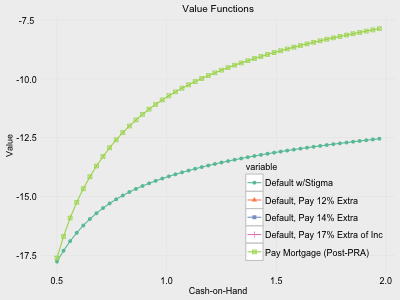 Value Functions
-7.5
-10.0
-12.5
-15.0
-17.5
Value
variable
Default w/Stigma
Default, Pay 12% Extra
Default, Pay 14% Extra
Default, Pay 17% Extra of Inc
Pay Mortgage (Post-PRA)
0.5
1.0
1.5
2.0
Cash-on-Hand